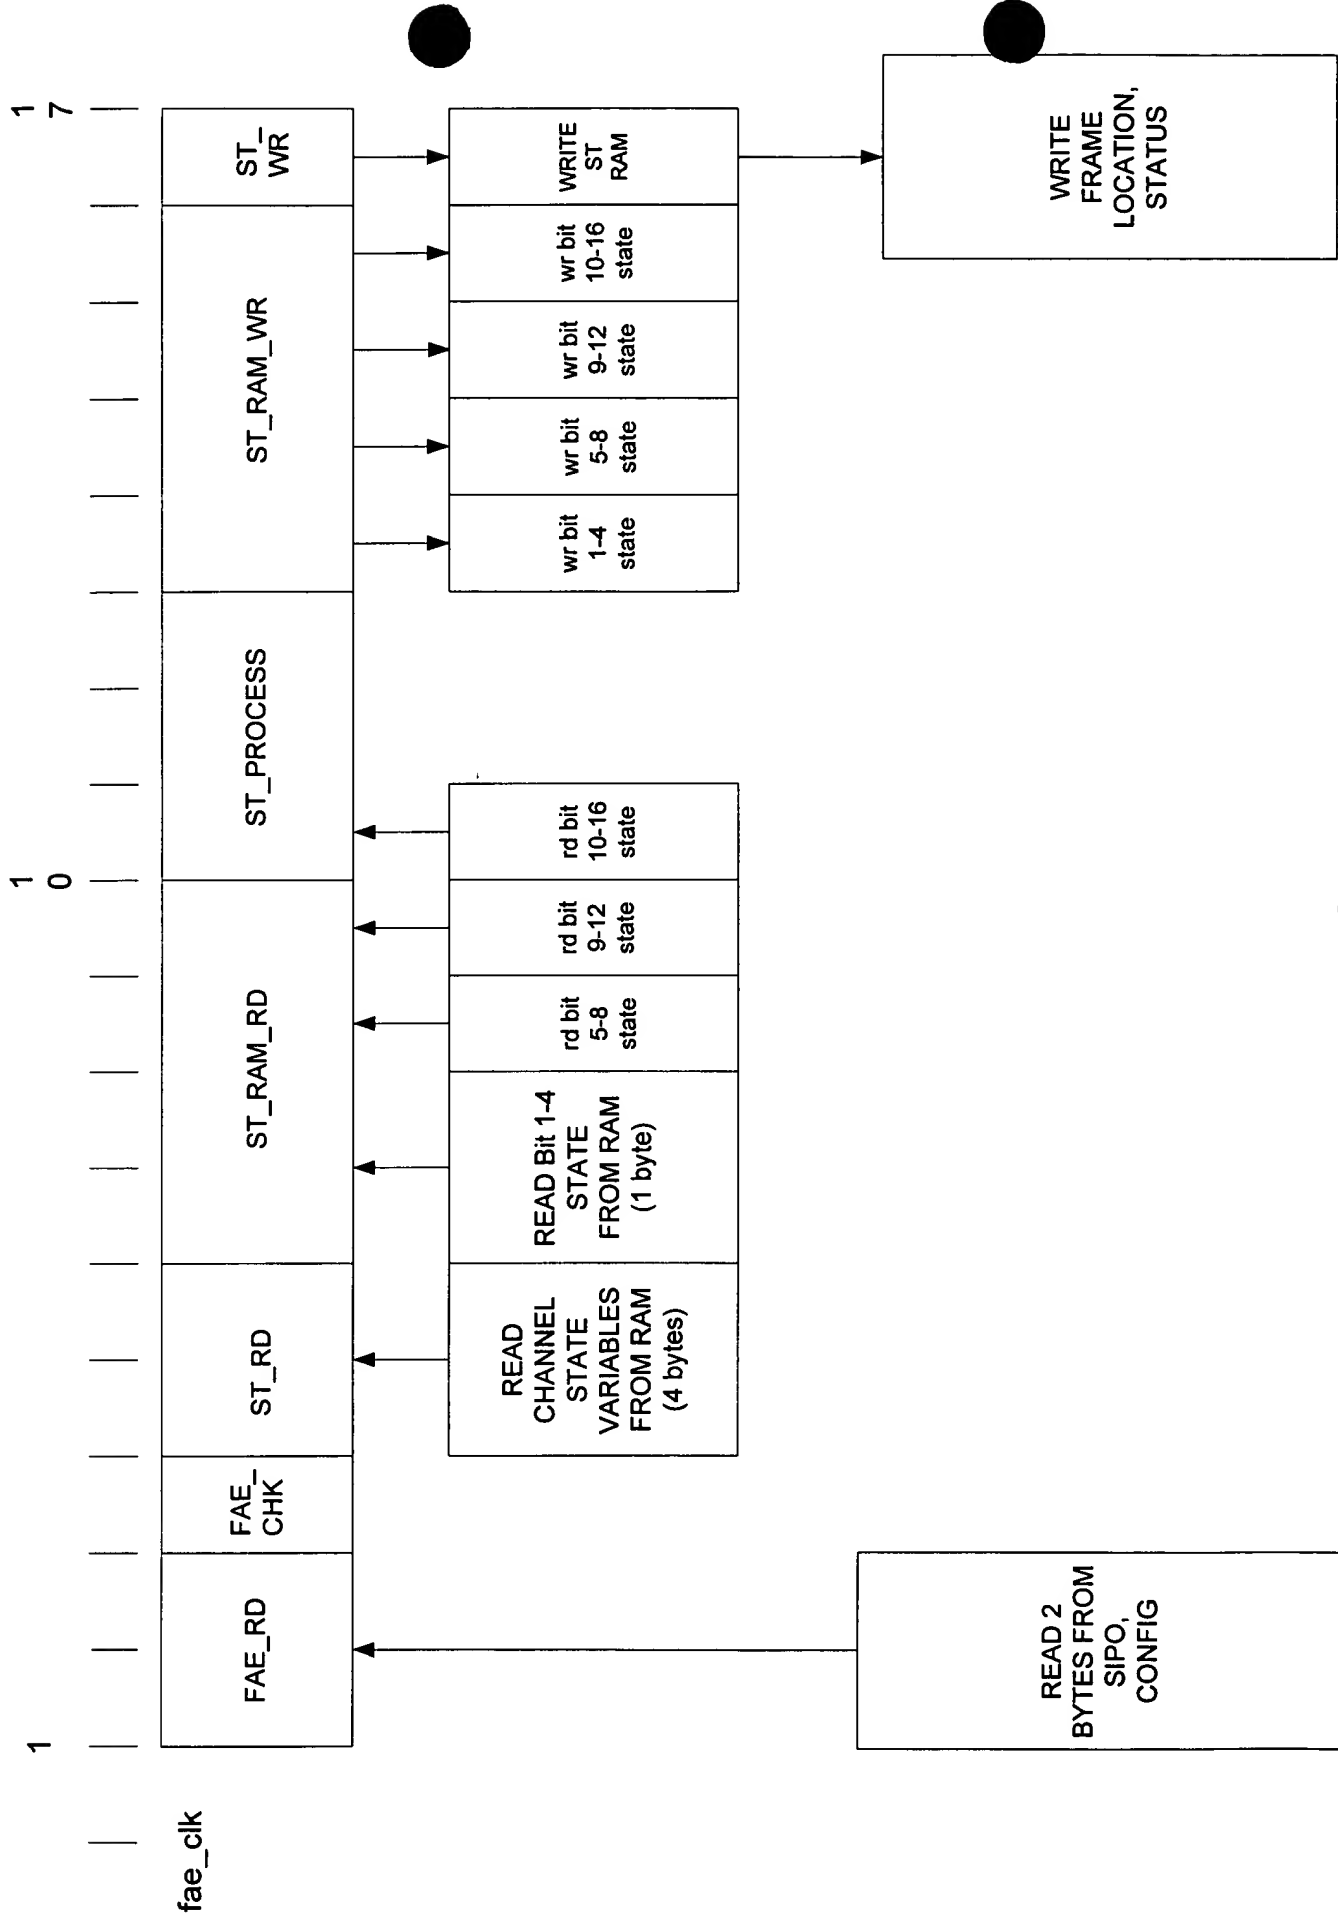 fae_clk
1
10
17
FAE_RD
FAE_
CHK
ST_RD
ST_RAM_RD
ST_PROCESS
ST_RAM_WR
ST_
WR
READ
CHANNEL
STATE
VARIABLES
FROM RAM
(4 bytes)
READ Bit 1-4
STATE
FROM RAM
(1 byte)
rd bit
5-8
state
rd bit
9-12
state
rd bit
10-16
state
wr bit
1-4
state
wr bit
5-8
state
wr bit
9-12
state
wr bit
10-16
state
WRITE
ST
RAM
READ 2
BYTES FROM
SIPO,
CONFIG
WRITE
FRAME
LOCATION,
STATUS